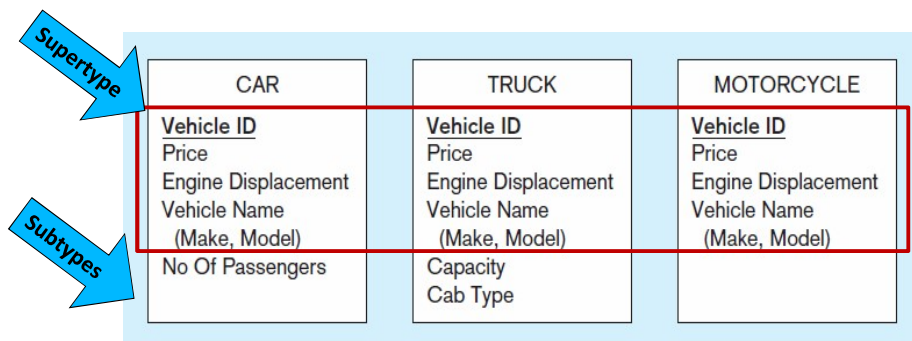 Supertype
CAR
Vehicle ID
Price
Engine Displacement
Vehicle Name
(Make, Model)
No Of Passengers
TRUCK
Vehicle ID
Price
Engine Displacement
Vehicle Name
(Make, Model)
Capacity
Cab Type
MOTORCYCLE
Vehicle ID
Price
Engine Displacement
Vehicle Name
(Make, Model)
Subtypes